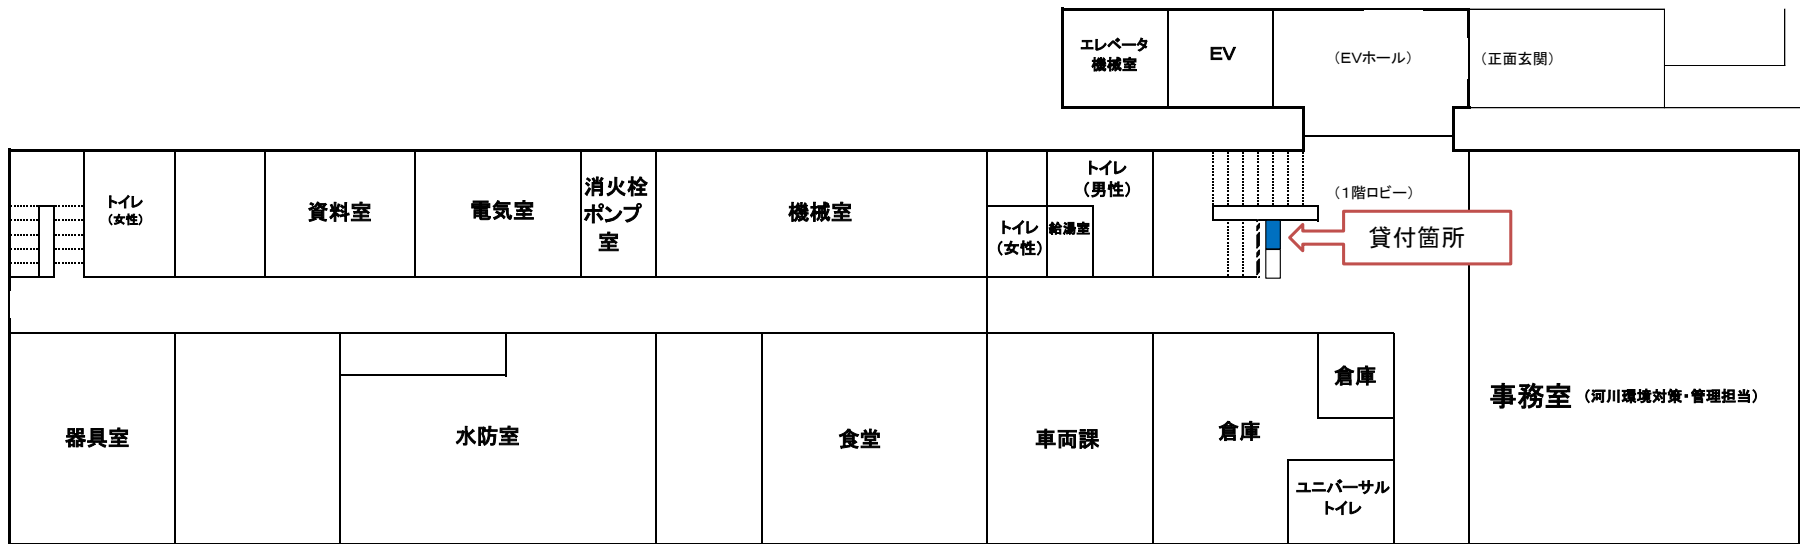 エレベータ
機械室
EV
（EVホール）
（正面玄関）
トイレ
（女性）
資料室
電気室
消火栓
ポンプ
室
機械室
トイレ
（男性）
トイレ
（女性）
給湯室
（1階ロビー）
貸付箇所
器具室
水防室
食堂
車両課
倉庫
倉庫
ユニバーサル
トイレ
事務室 （河川環境対策・管理担当）